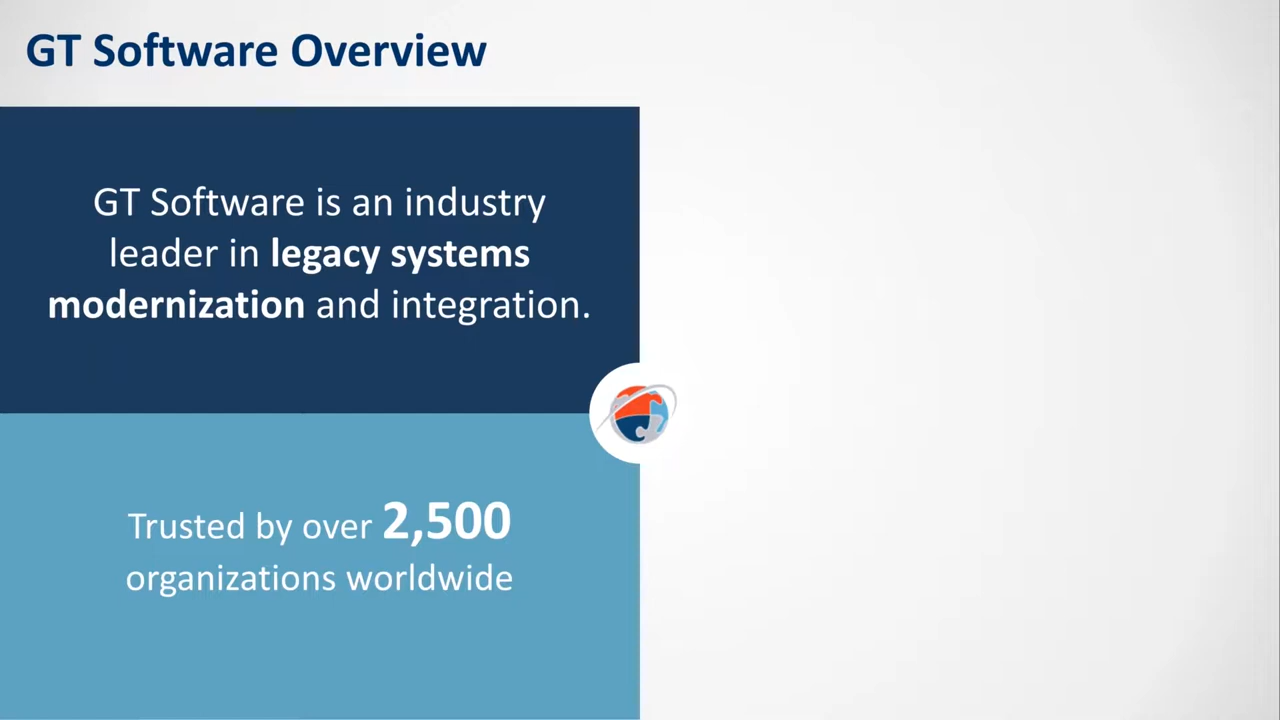 GT Software Overview
GT Software is an industry
leader in legacy systems
modernization and integration.
Trusted by over 2,500
organizations worldwide